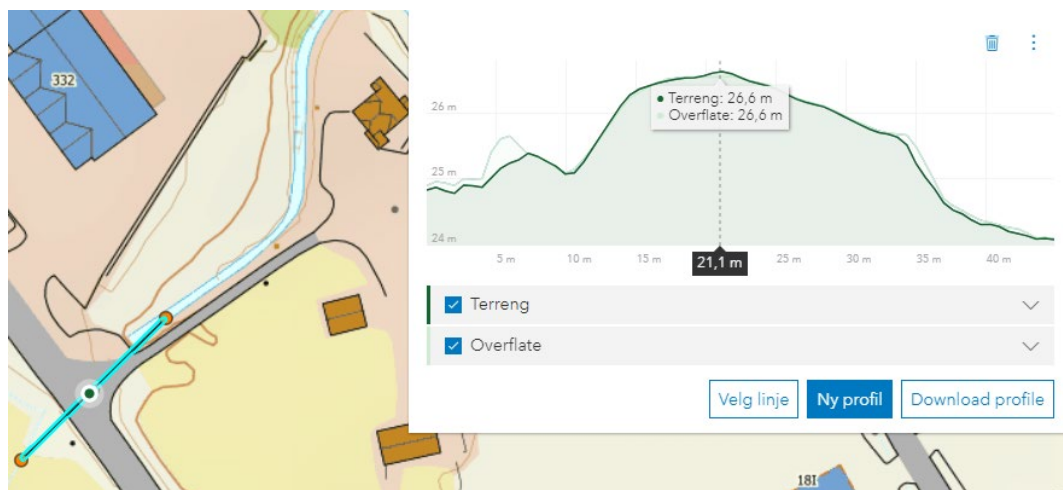 332
26 m
• Terreng: 26,6 m
• Overflate: 26,6 m
25 m
24 m
5 m 10 m 15 m 21,1 m 25 m 30 m 35 m 40 m
Terreng
Overflate
Velg linje Ny profil Download profile
18I